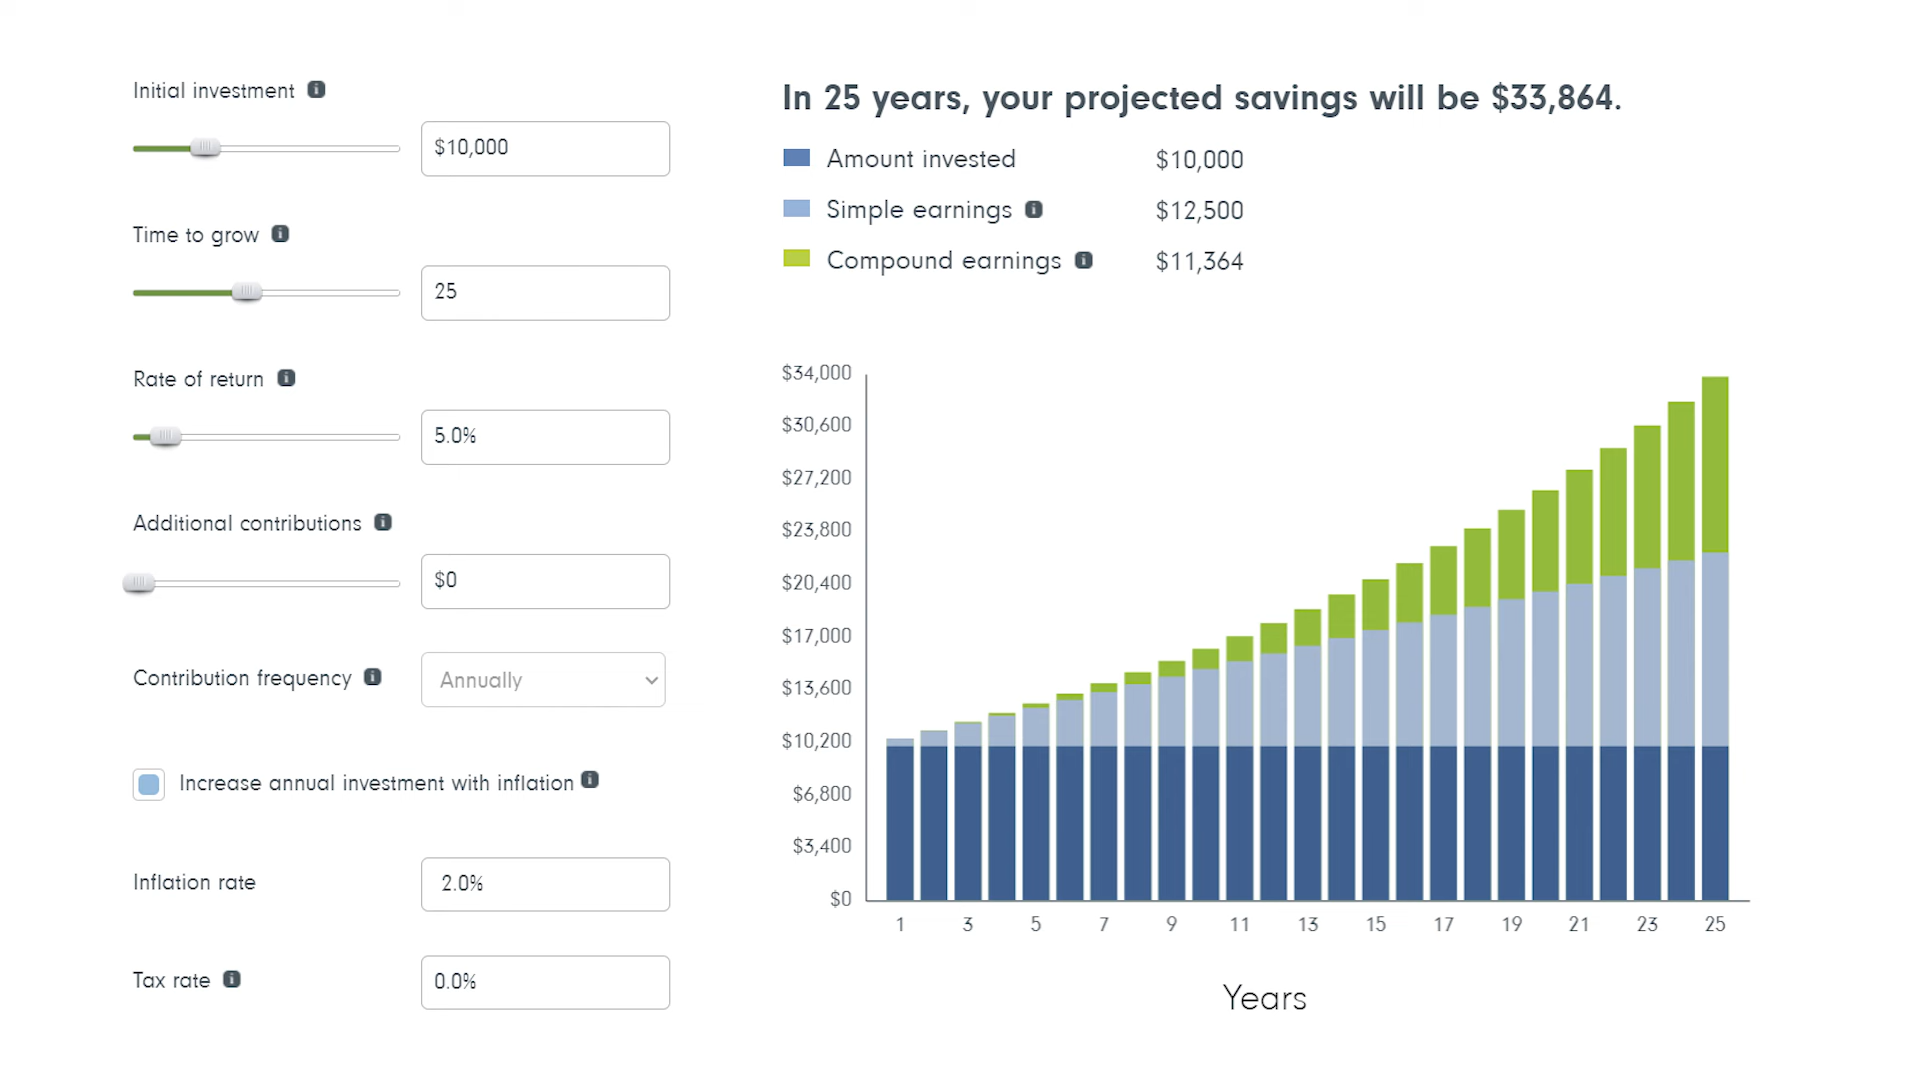 Initial investment
$10,000
Time to grow
25
Rate of return
5.0%
Additional contributions
$0
Contribution frequency
Annually
Increase annual investment with inflation
Inflation rate
2.0%
Tax rate
0.0%
In 25 years, your projected savings will be $33,864.
Amount invested $10,000
Simple earnings $12,500
Compound earnings $11,364
$34,000
$30,600
$27,200
$23,800
$20,400
$17,000
$13,600
$10,200
$6,800
$3,400
$0
1 3 5 7 9 11 13 15 17 19 21 23 25
Years